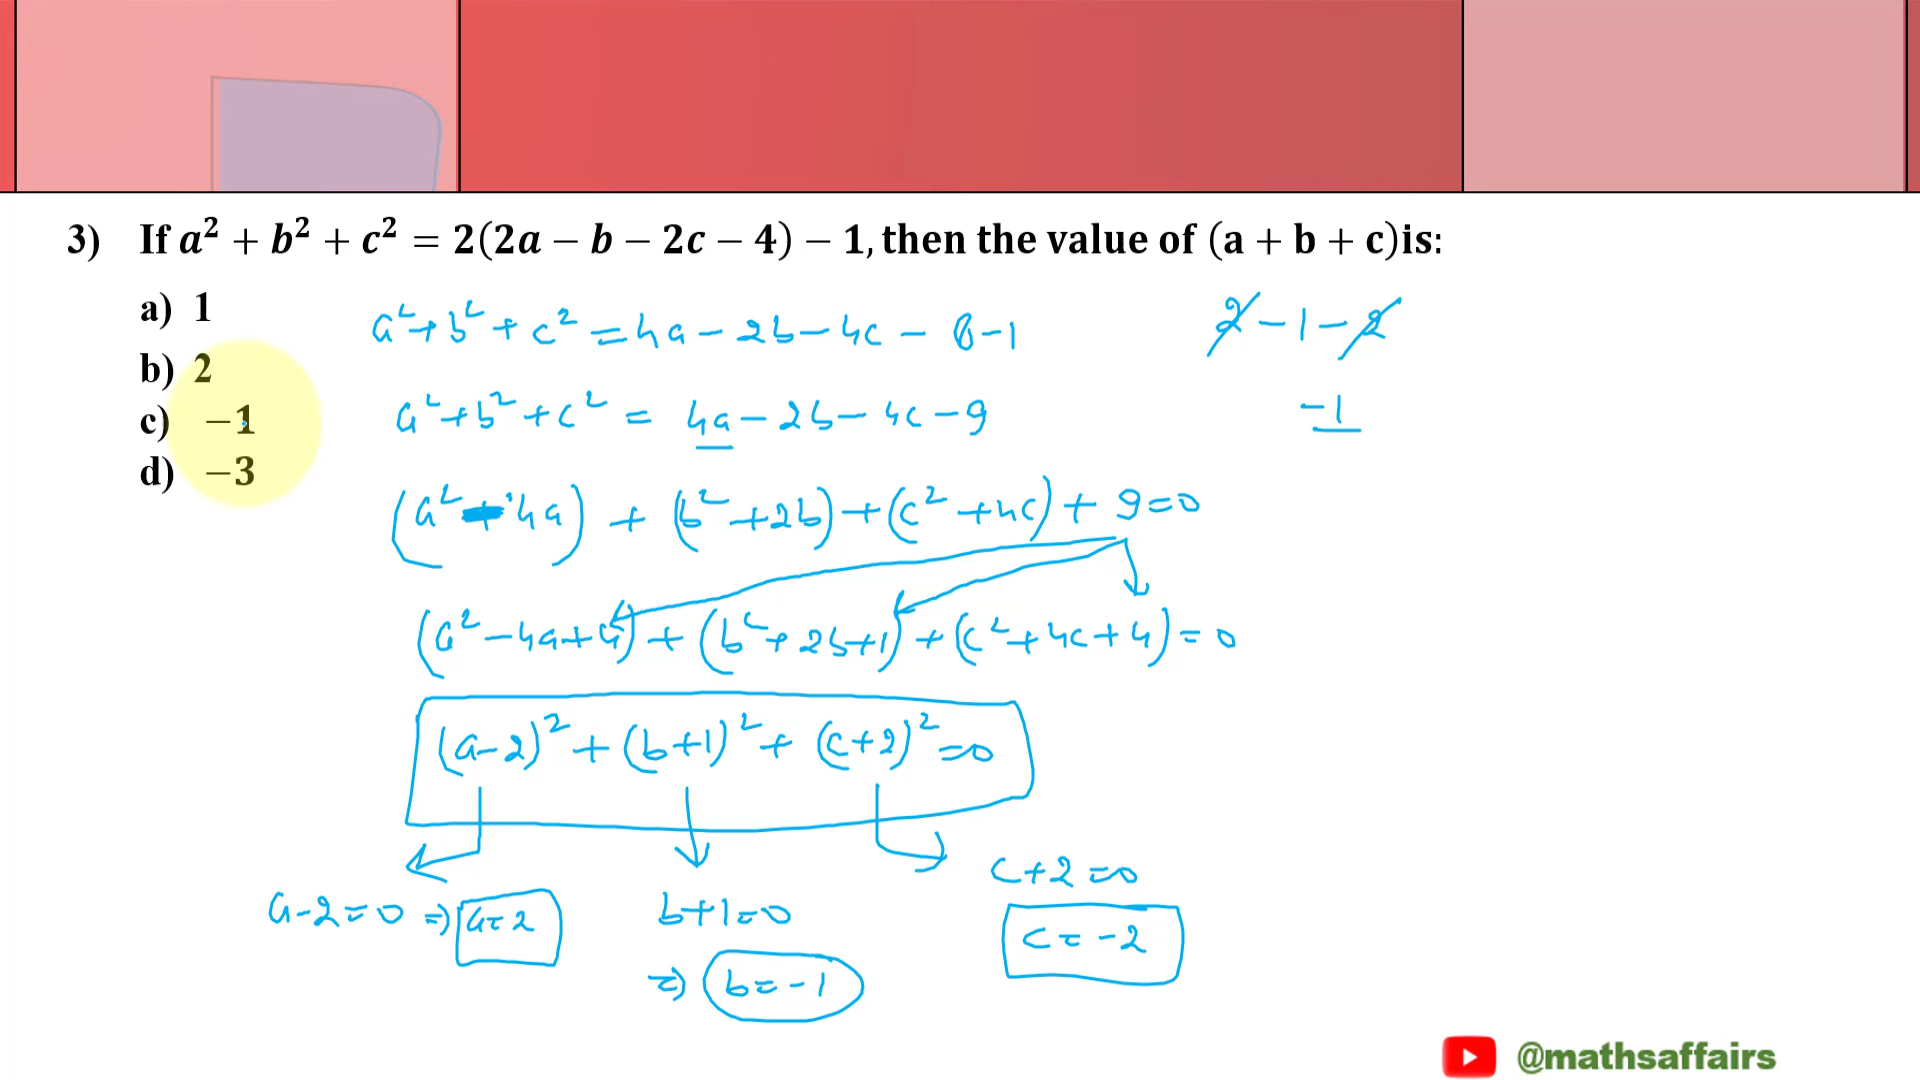 3) If a² + b² + c² = 2(2a − b − 2c − 4) − 1, then the value of (a + b + c)is:
a) 1
b) 2
c) −1
d) −3
a² + b² + c² = 4a − 2b − 4c − 8 − 1
2 − 1 − 2
a² + b² + c² = 4a − 2b − 4c − 9
−1
(a² - 4a) + (b² + 2b) + (c² + 4c) + 9 = 0
(a² − 4a + 4) + (b² + 2b + 1) + (c² + 4c + 4) = 0
(a − 2)² + (b + 1)² + (c + 2)² = 0
a − 2 = 0 ⇒ a = 2
b + 1 = 0
⇒ b = −1
c + 2 = 0
c = −2
@mathsaffairs